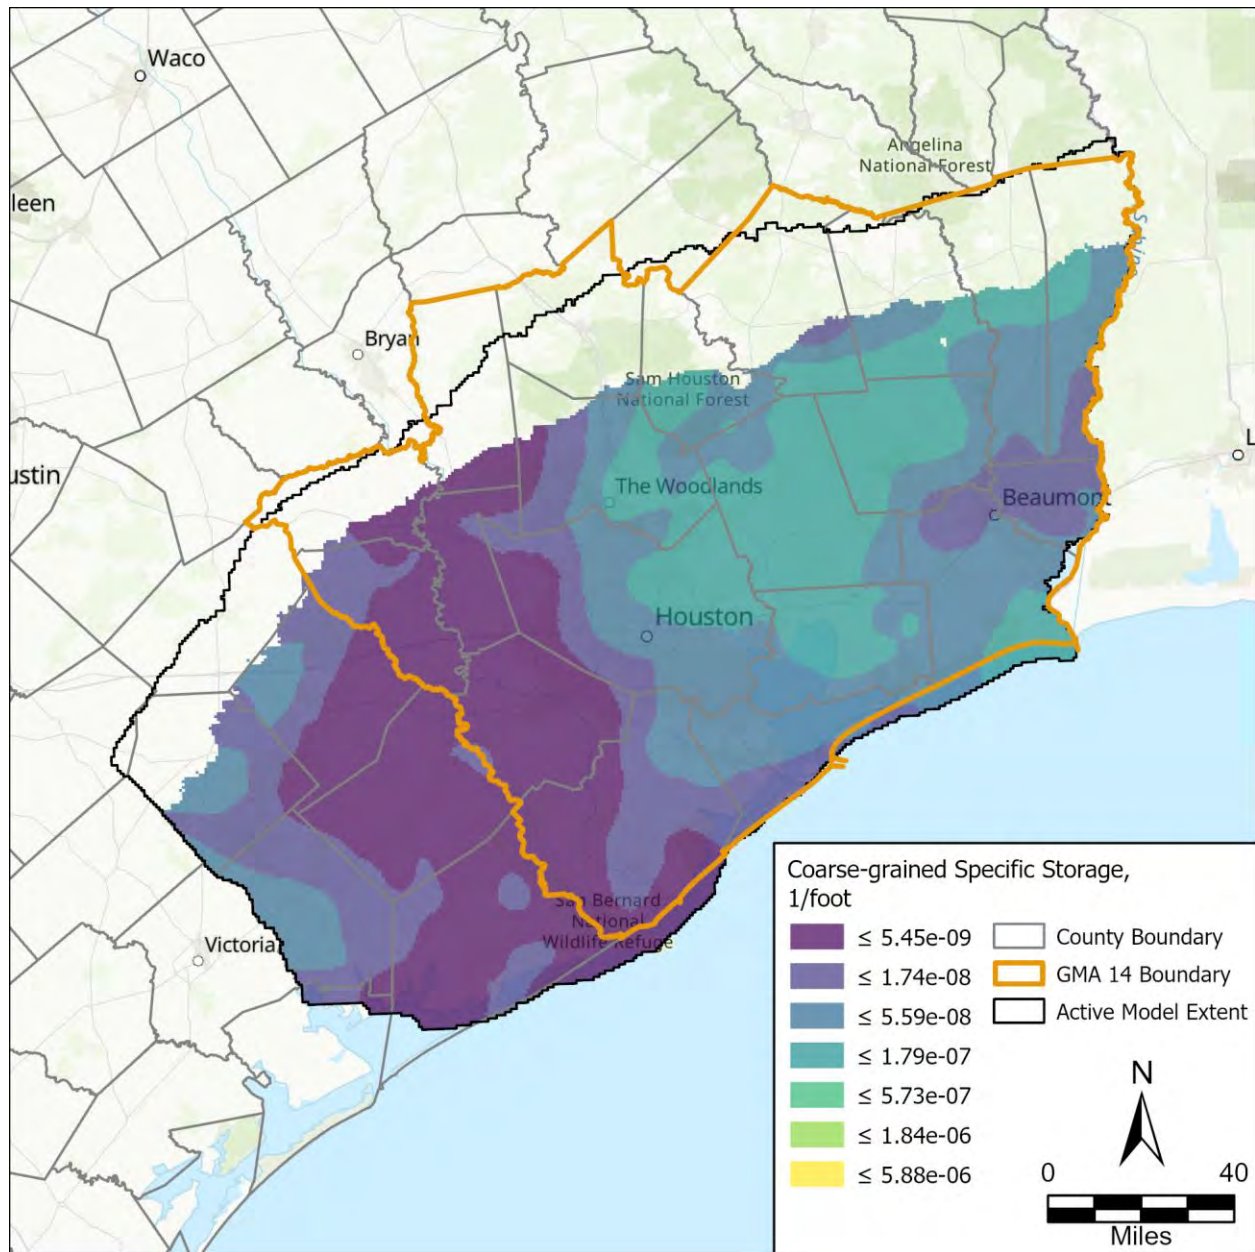 Waco
Angelina
National Forest
leen
Bryan
Sam Houston
National Forest
ustin
The Woodlands
L
Beaumont
Houston
San Bernard
National
Wildlife Refuge
Victoria
Coarse-grained Specific Storage,
1/foot
≤ 5.45e-09
≤ 1.74e-08
≤ 5.59e-08
≤ 1.79e-07
≤ 5.73e-07
≤ 1.84e-06
≤ 5.88e-06
County Boundary
GMA 14 Boundary
Active Model Extent
N
0 40
Miles